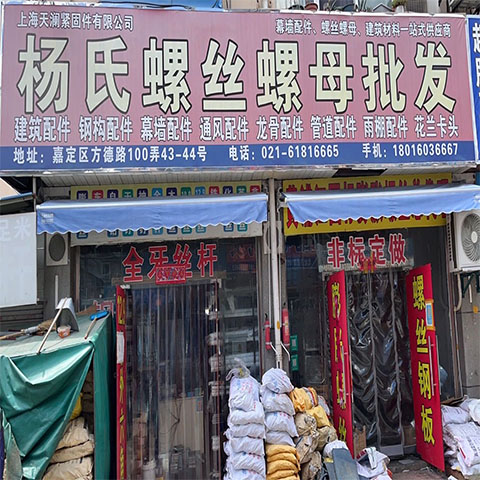 上海天澜紧固件有限公司
幕墙配件、螺丝螺母、建筑材料一站式供应商
杨氏螺丝螺母批发
建筑配件 钢构配件 幕墙配件 通风配件 龙骨配件 管道配件 雨棚配件 花兰卡头
地址：嘉定区方德路100弄43-44号 电话：021-61816665 手机：18016036667
全牙丝杆
非标定做
螺丝钢板